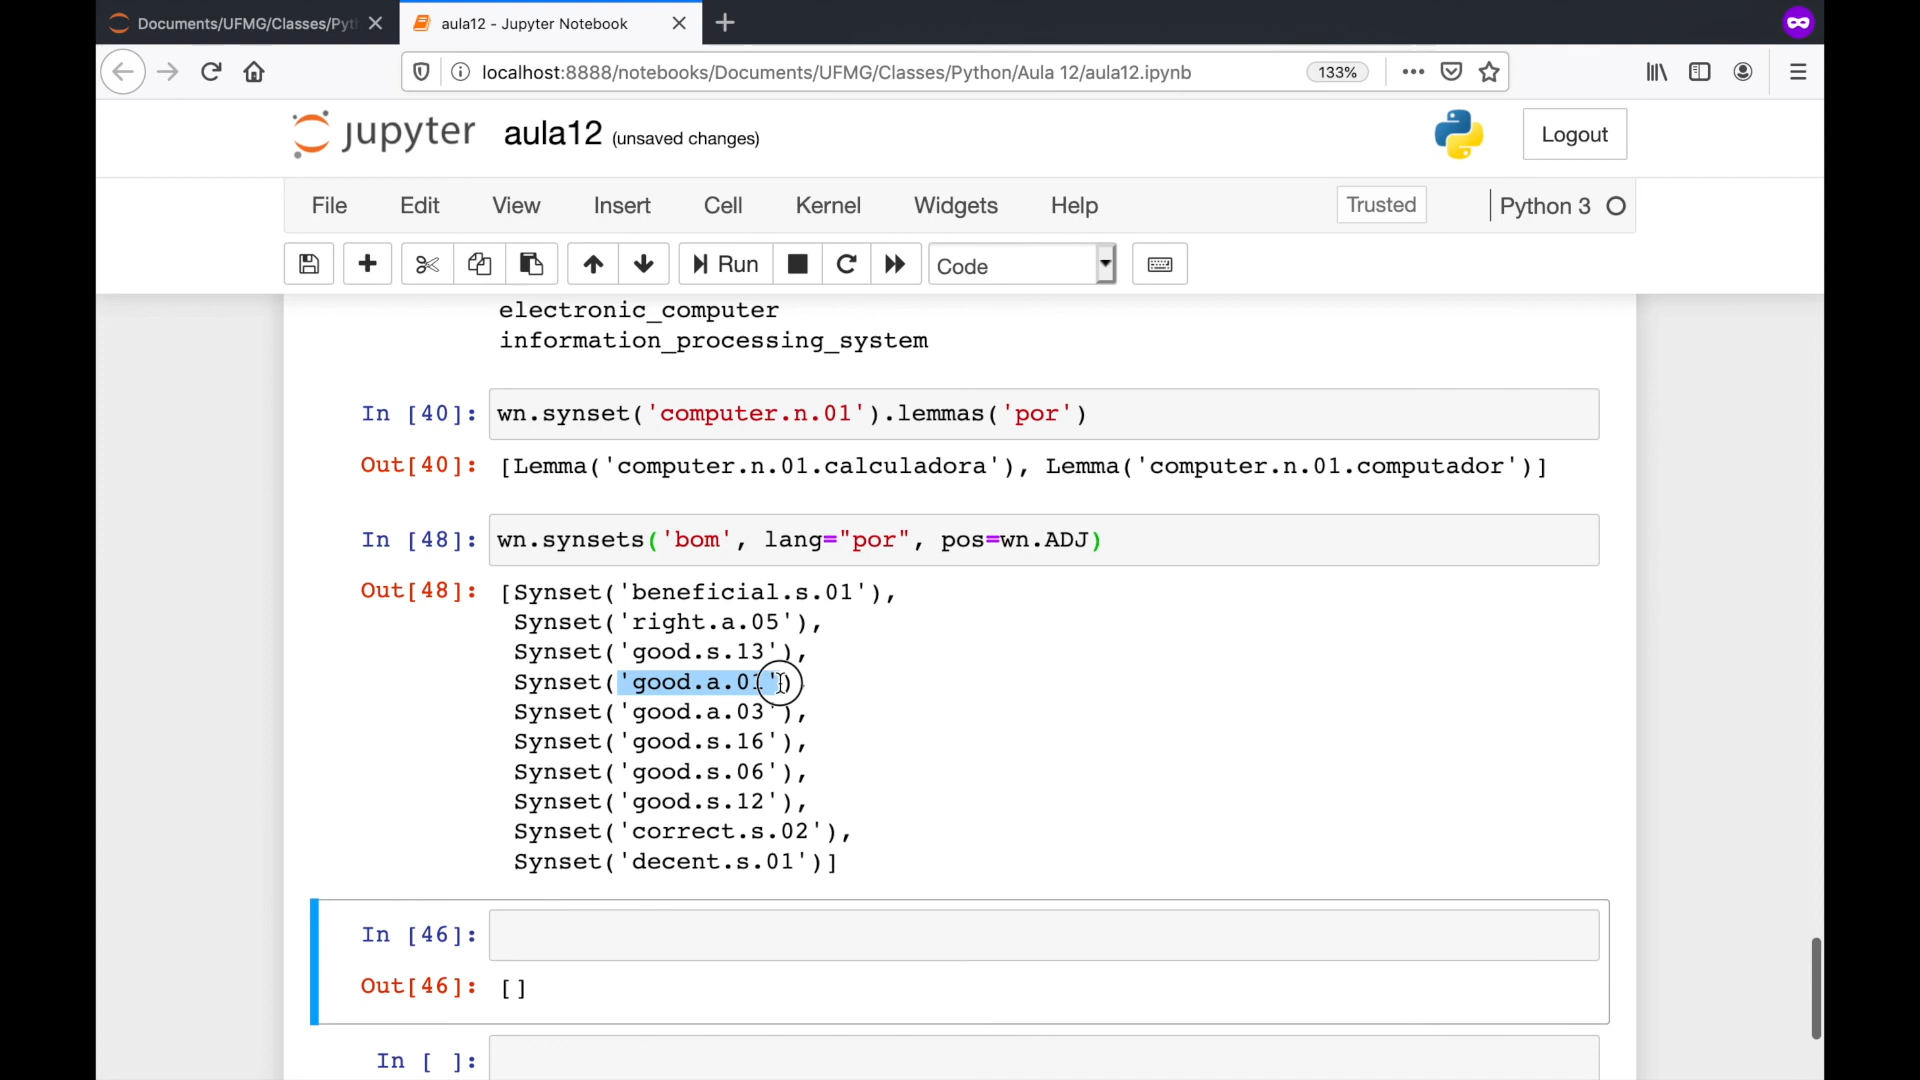 Documents/UFMG/Classes/Pyt
aula12 - Jupyter Notebook
localhost:8888/notebooks/Documents/UFMG/Classes/Python/Aula 12/aula12.ipynb
133%
jupyter aula12 (unsaved changes)
Logout
File Edit View Insert Cell Kernel Widgets Help Trusted Python 3
Run Code
electronic_computer
information_processing_system
In [40]: wn.synset('computer.n.01').lemmas('por')
Out[40]: [Lemma('computer.n.01.calculadora'), Lemma('computer.n.01.computador')]
In [48]: wn.synsets('bom', lang="por", pos=wn.ADJ)
Out[48]: [Synset('beneficial.s.01'),
Synset('right.a.05'),
Synset('good.s.13'),
Synset('good.a.01')
Synset('good.a.03'),
Synset('good.s.16'),
Synset('good.s.06'),
Synset('good.s.12'),
Synset('correct.s.02'),
Synset('decent.s.01')]
In [46]:
Out[46]: []
In [ ]: